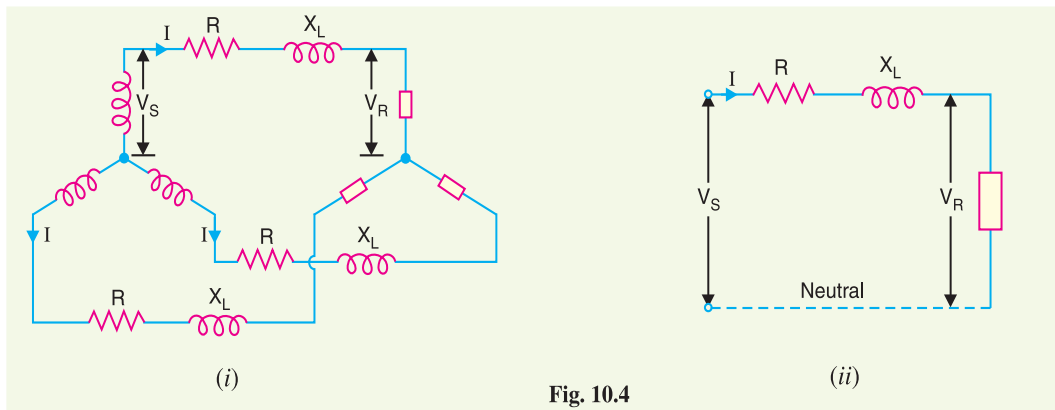 I R X_L
V_S V_R
I I R X_L
R X_L
(i)
I R X_L
V_S V_R
Neutral
(ii)
Fig. 10.4